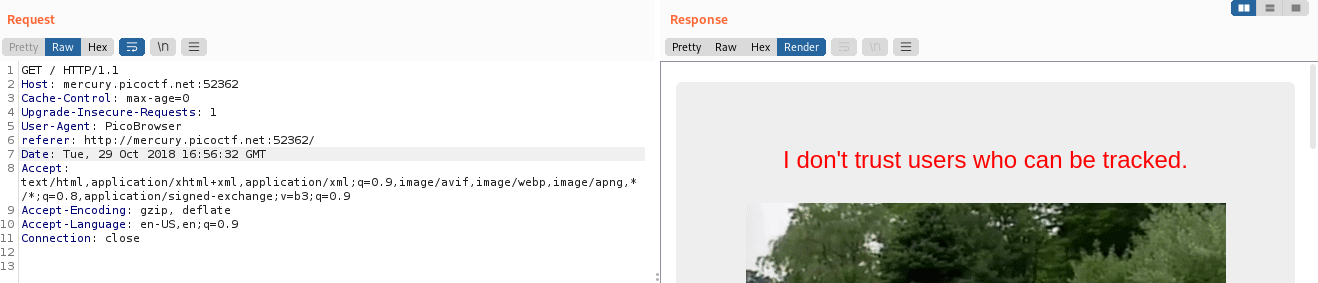 Request
Pretty Raw Hex \n
1 GET / HTTP/1.1
2 Host: mercury.picoctf.net:52362
3 Cache-Control: max-age=0
4 Upgrade-Insecure-Requests: 1
5 User-Agent: PicoBrowser
6 referer: http://mercury.picoctf.net:52362/
7 Date: Tue, 29 Oct 2018 16:56:32 GMT
8 Accept:
text/html,application/xhtml+xml,application/xml;q=0.9,image/avif,image/webp,image/apng,*
/*;q=0.8,application/signed-exchange;v=b3;q=0.9
9 Accept-Encoding: gzip, deflate
10 Accept-Language: en-US,en;q=0.9
11 Connection: close
12
13
Response
Pretty Raw Hex Render \n
I don't trust users who can be tracked.